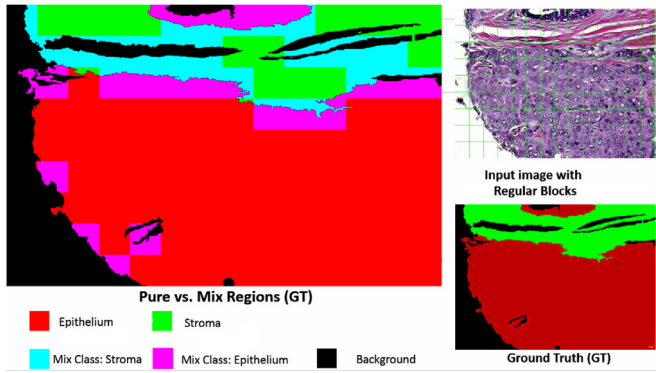 Input image with
Regular Blocks
Pure vs. Mix Regions (GT)
Epithelium
Stroma
Mix Class: Stroma
Mix Class: Epithelium
Background
Ground Truth (GT)